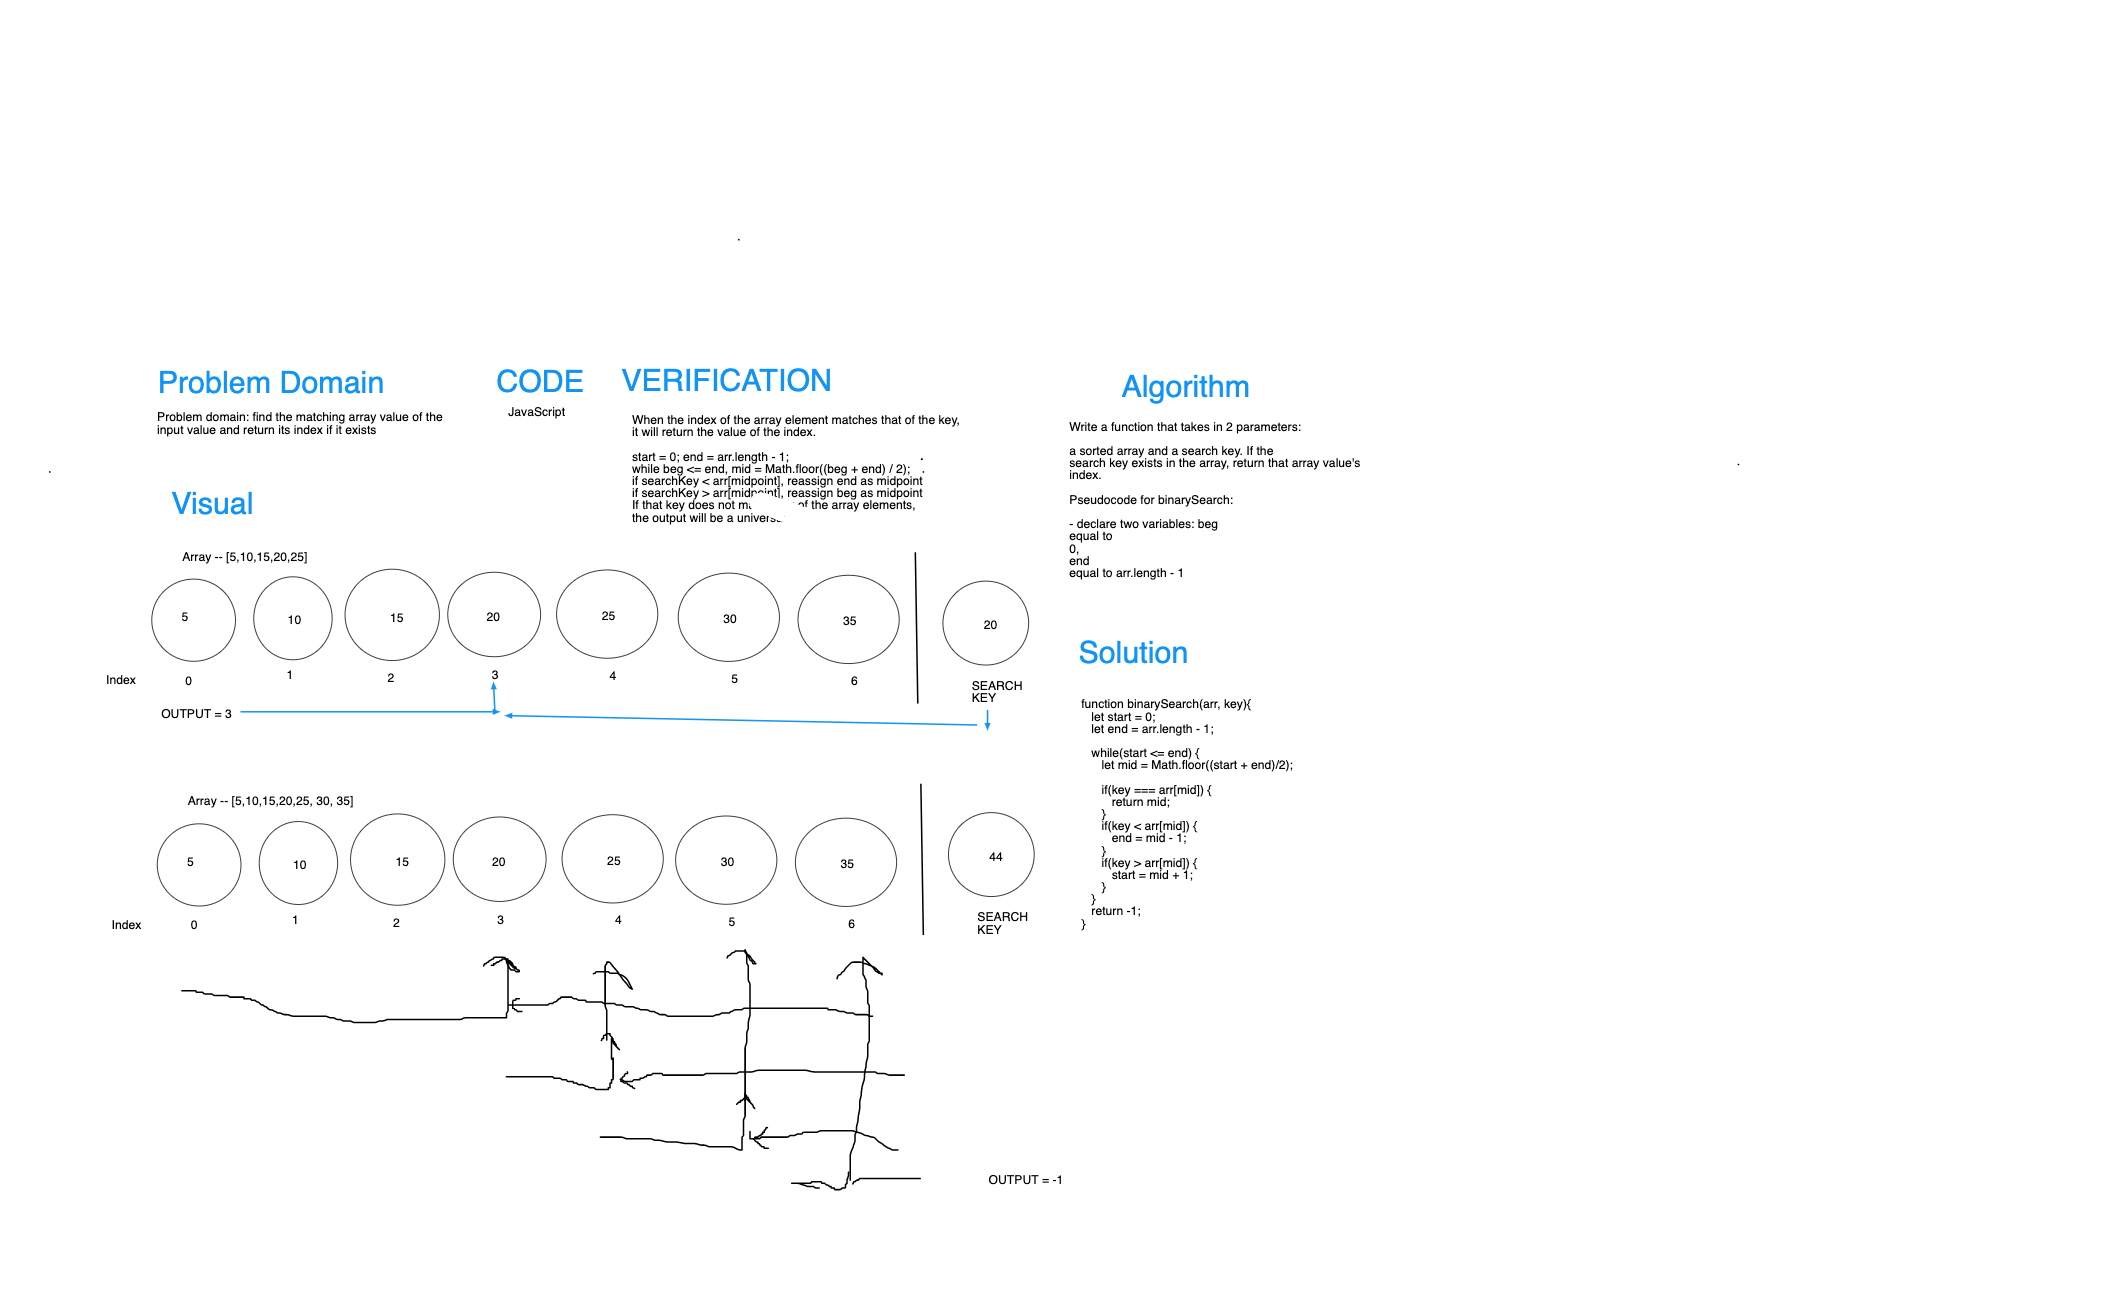 Problem Domain
Problem domain: find the matching array value of the
input value and return its index if it exists
CODE
JavaScript
VERIFICATION
When the index of the array element matches that of the key,
it will return the value of the index.
start = 0; end = arr.length - 1;
while beg <= end, mid = Math.floor((beg + end) / 2);
if searchKey < arr[midpoint], reassign end as midpoint
if searchKey > arr[midpoint], reassign beg as midpoint
If that key does not of the array elements,
the output will be a
Algorithm
Write a function that takes in 2 parameters:
a sorted array and a search key. If the
search key exists in the array, return that array value's
index.
Pseudocode for binarySearch:
- declare two variables: beg
equal to
0,
end
equal to arr.length - 1
Visual
Array -- [5,10,15,20,25]
5 10 15 20 25 30 35 20
Index 0 1 2 3 4 5 6
SEARCH
KEY
OUTPUT = 3
Array -- [5,10,15,20,25, 30, 35]
5 10 15 20 25 30 35 44
Index 0 1 2 3 4 5 6
SEARCH
KEY
OUTPUT = -1
Solution
function binarySearch(arr, key){
let start = 0;
let end = arr.length - 1;
while(start <= end) {
let mid = Math.floor((start + end)/2);
if(key === arr[mid]) {
return mid;
}
if(key < arr[mid]) {
end = mid - 1;
}
if(key > arr[mid]) {
start = mid + 1;
}
}
return -1;
}